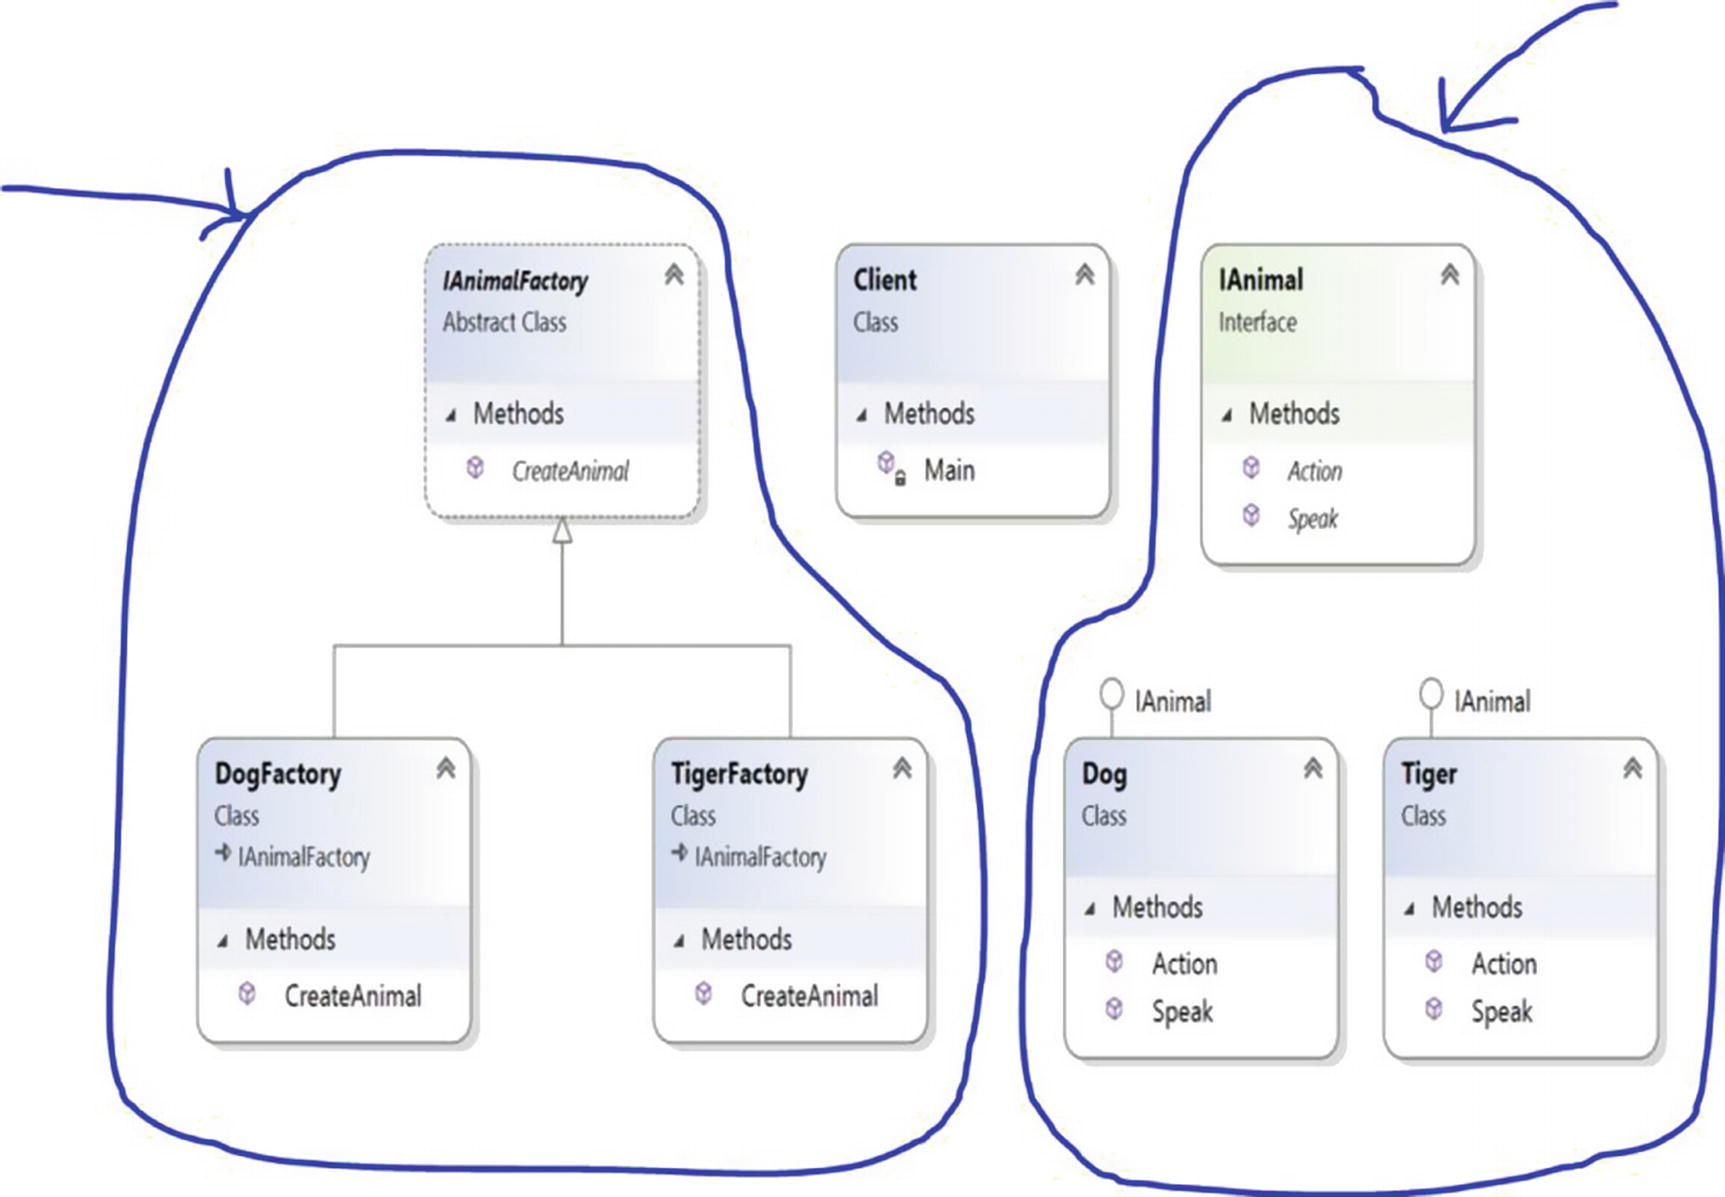 IAnimalFactory
Abstract Class
Methods
CreateAnimal
Client
Class
Methods
Main
IAnimal
Interface
Methods
Action
Speak
DogFactory
Class
IAnimalFactory
Methods
CreateAnimal
TigerFactory
Class
IAnimalFactory
Methods
CreateAnimal
IAnimal
Dog
Class
Methods
Action
Speak
IAnimal
Tiger
Class
Methods
Action
Speak